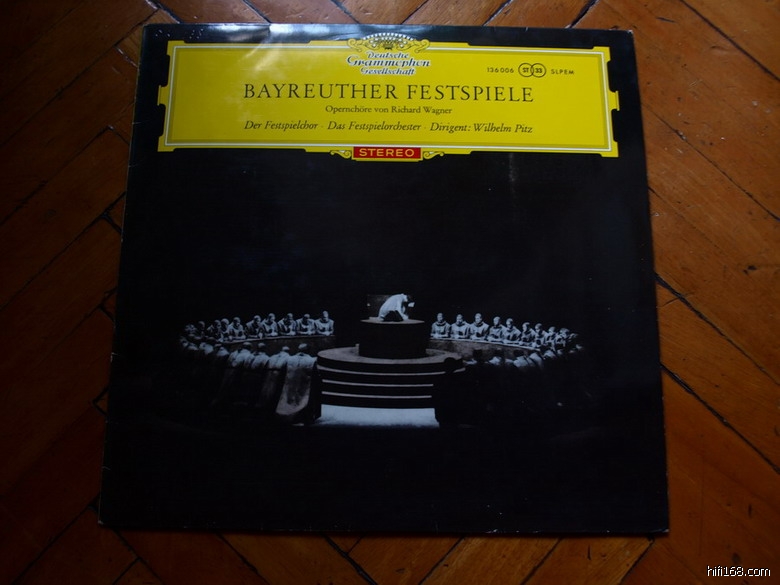 Deutsche
Grammophon
Gesellschaft
136 006 ST 33 SLPEM
BAYREUTHER FESTSPIELE
Opernchöre von Richard Wagner
Der Festspielchor · Das Festspielorchester · Dirigent: Wilhelm Pitz
STEREO
hifi168.com